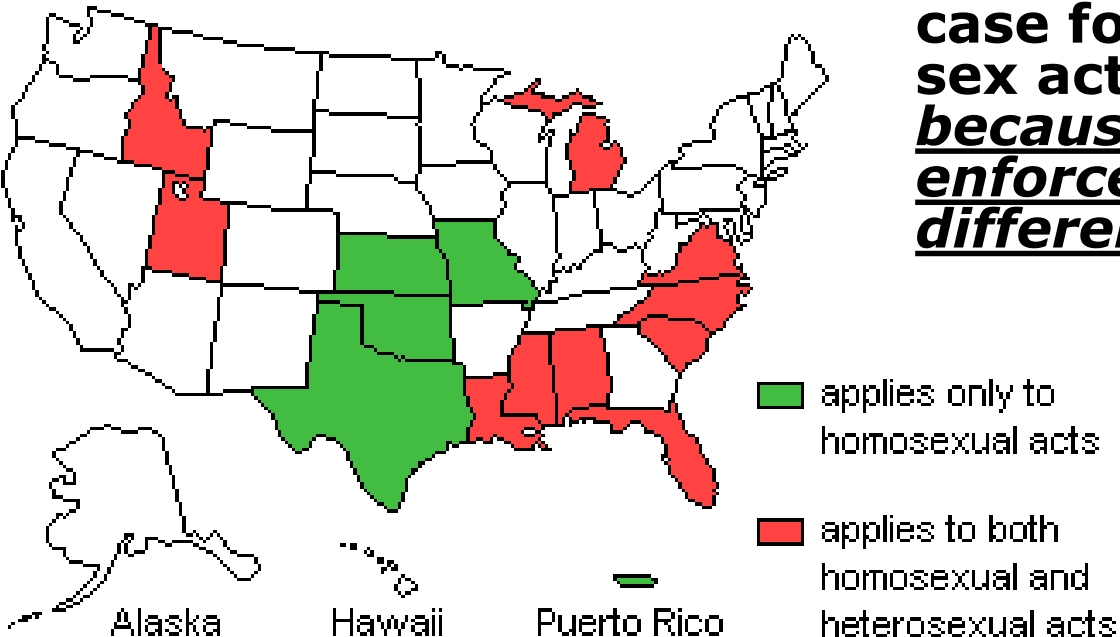 case fo
sex act
becaus
enforce
differe
applies only to
homosexual acts
applies to both
homosexual and
heterosexual acts
Alaska
Hawaii
Puerto Rico